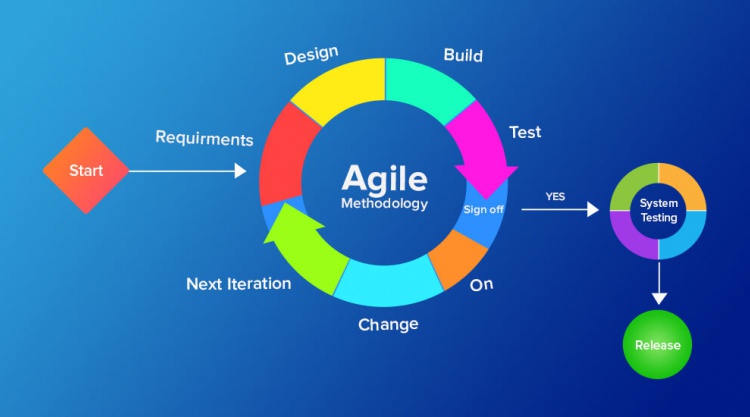 Start
Requirments
Design
Build
Test
Agile
Methodology
Sign off
On
Change
Next Iteration
YES
System
Testing
Release